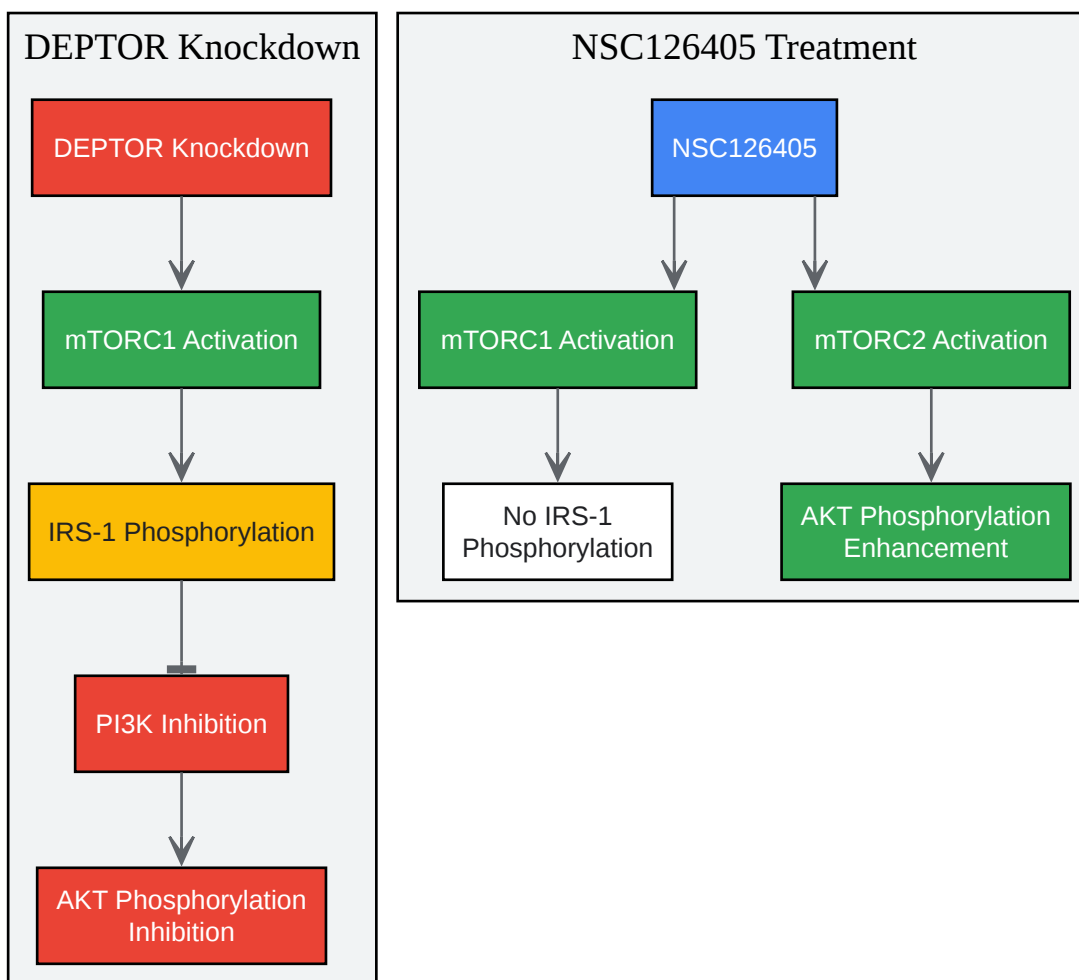 DEPTOR Knockdown
DEPTOR Knockdown
mTORC1 Activation
IRS-1 Phosphorylation
PI3K Inhibition
AKT Phosphorylation
Inhibition
NSC126405 Treatment
NSC126405
mTORC1 Activation
mTORC2 Activation
No IRS-1
Phosphorylation
AKT Phosphorylation
Enhancement